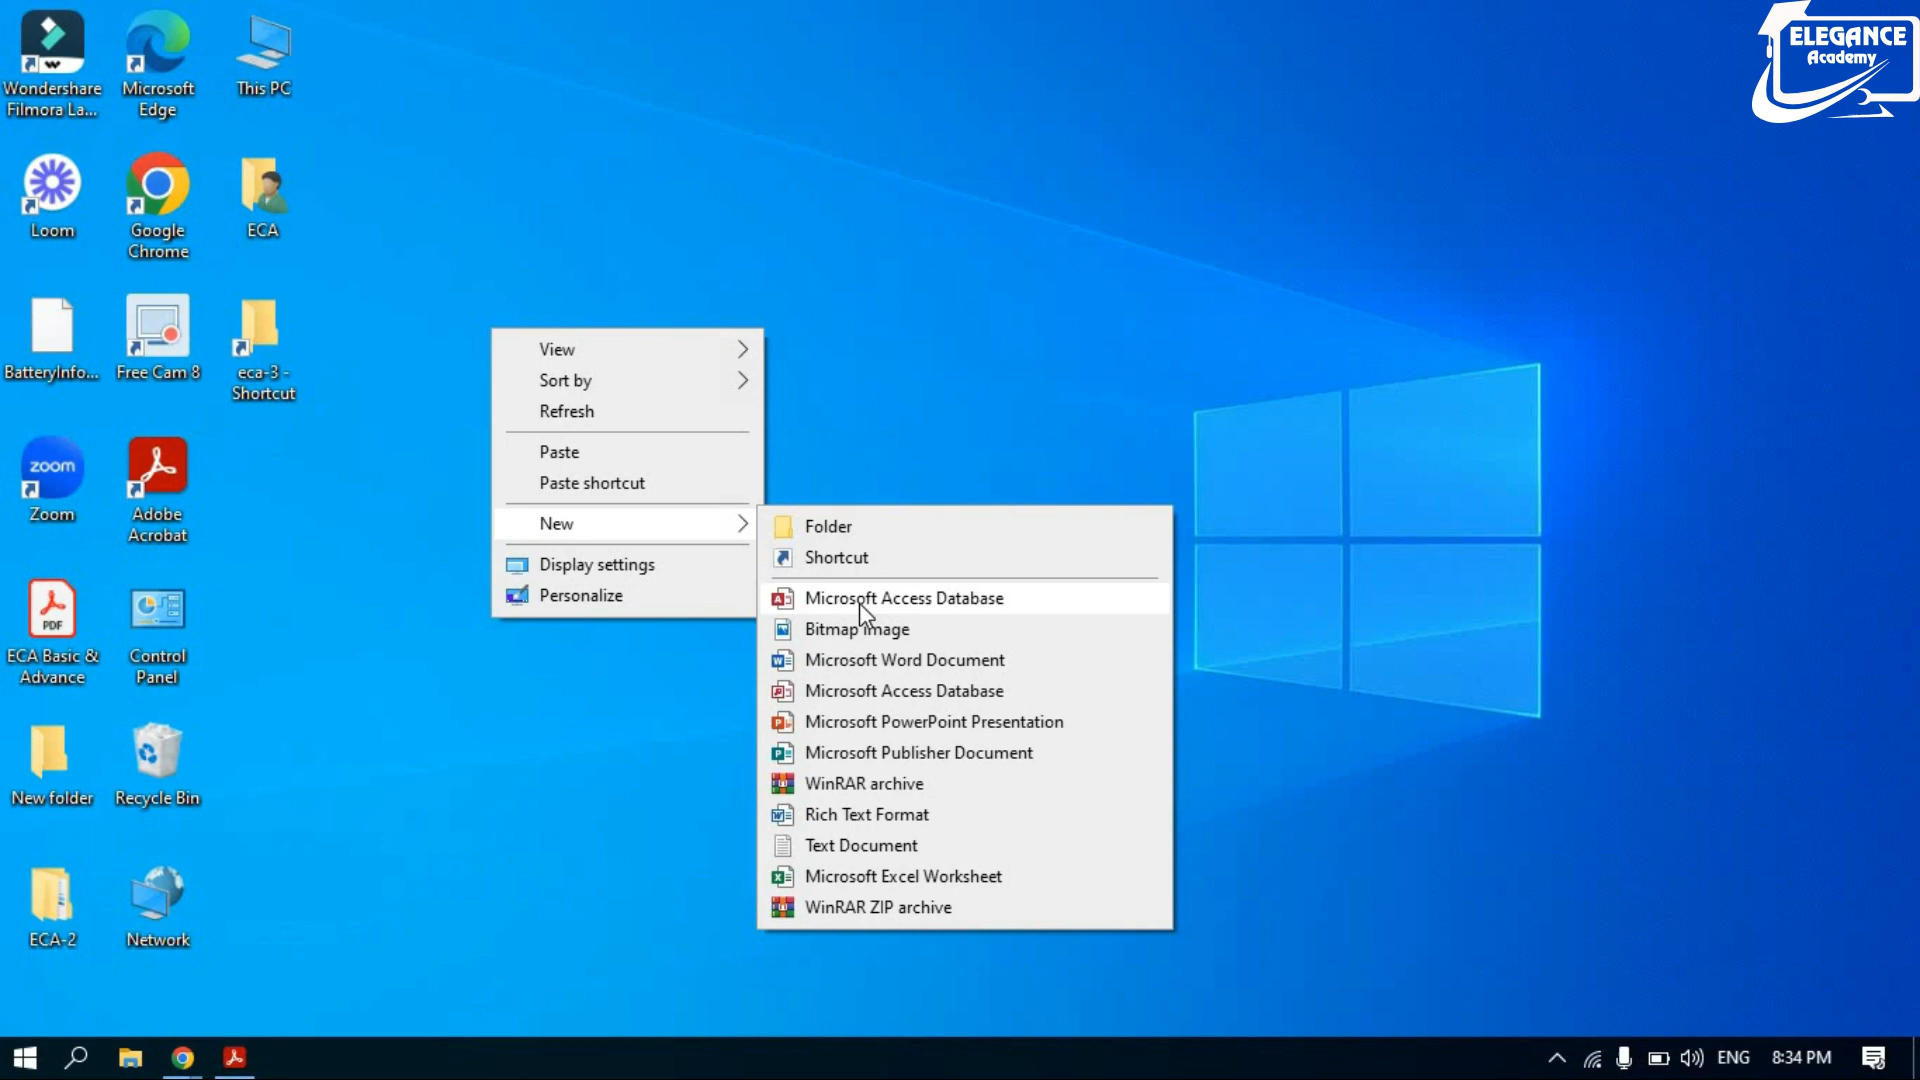 Wondershare
Filmora La...
Microsoft
Edge
This PC
ELEGANCE
Academy
Loom
Google
Chrome
ECA
BatteryInfo...
Free Cam 8
eca-3 -
Shortcut
zoom
Zoom
Adobe
Acrobat
PDF
ECA Basic &
Advance
Control
Panel
New folder
Recycle Bin
ECA-2
Network
View
Sort by
Refresh
Paste
Paste shortcut
New
Display settings
Personalize
Folder
Shortcut
Microsoft Access Database
Bitmap image
Microsoft Word Document
Microsoft Access Database
Microsoft PowerPoint Presentation
Microsoft Publisher Document
WinRAR archive
Rich Text Format
Text Document
Microsoft Excel Worksheet
WinRAR ZIP archive
ENG
8:34 PM